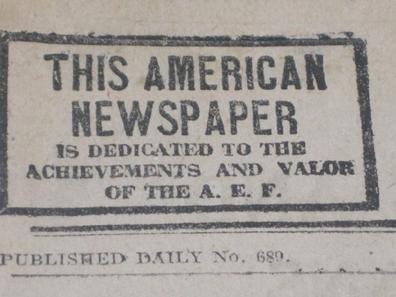 THIS AMERICAN
NEWSPAPER
IS DEDICATED TO THE
ACHIEVEMENTS AND VALOR
OF THE A. E. F.
PUBLISHED DAILY No. 689.